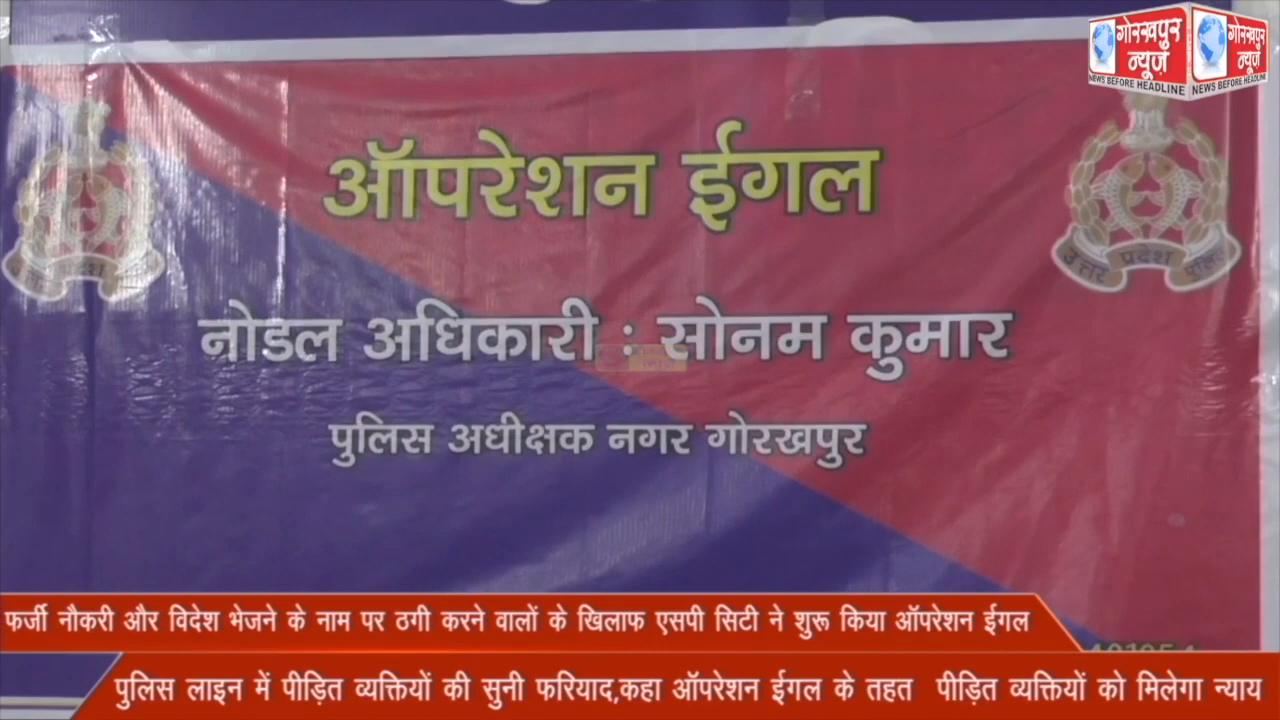 गोरखपुर
न्यूज़
NEWS BEFORE HEADLINE
गोरखपुर
न्यूज़
NEWS BEFORE HEADLINE
ऑपरेशन ईगल
उत्तर प्रदेश पुलिस
नोडल अधिकारी : सोनम कुमार
पुलिस अधीक्षक नगर गोरखपुर
फर्जी नौकरी और विदेश भेजने के नाम पर ठगी करने वालों के खिलाफ एसपी सिटी ने शुरू किया ऑपरेशन ईगल
पुलिस लाइन में पीड़ित व्यक्तियों की सुनी फरियाद,कहा ऑपरेशन ईगल के तहत पीड़ित व्यक्तियों को मिलेगा न्याय